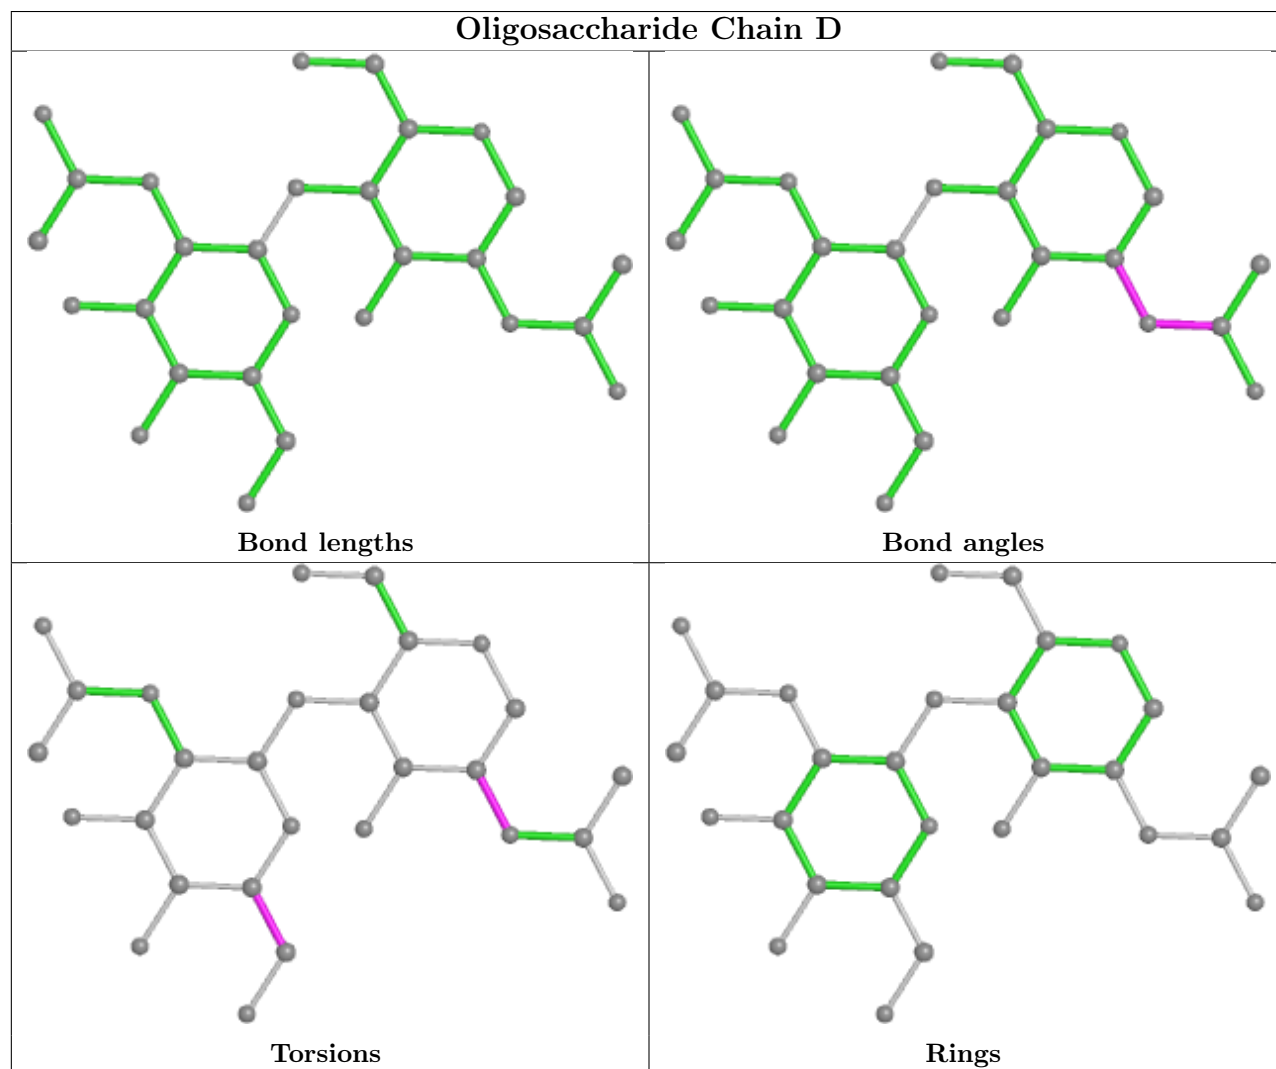 Oligosaccharide Chain D
Bond lengths
Bond angles
Torsions
Rings